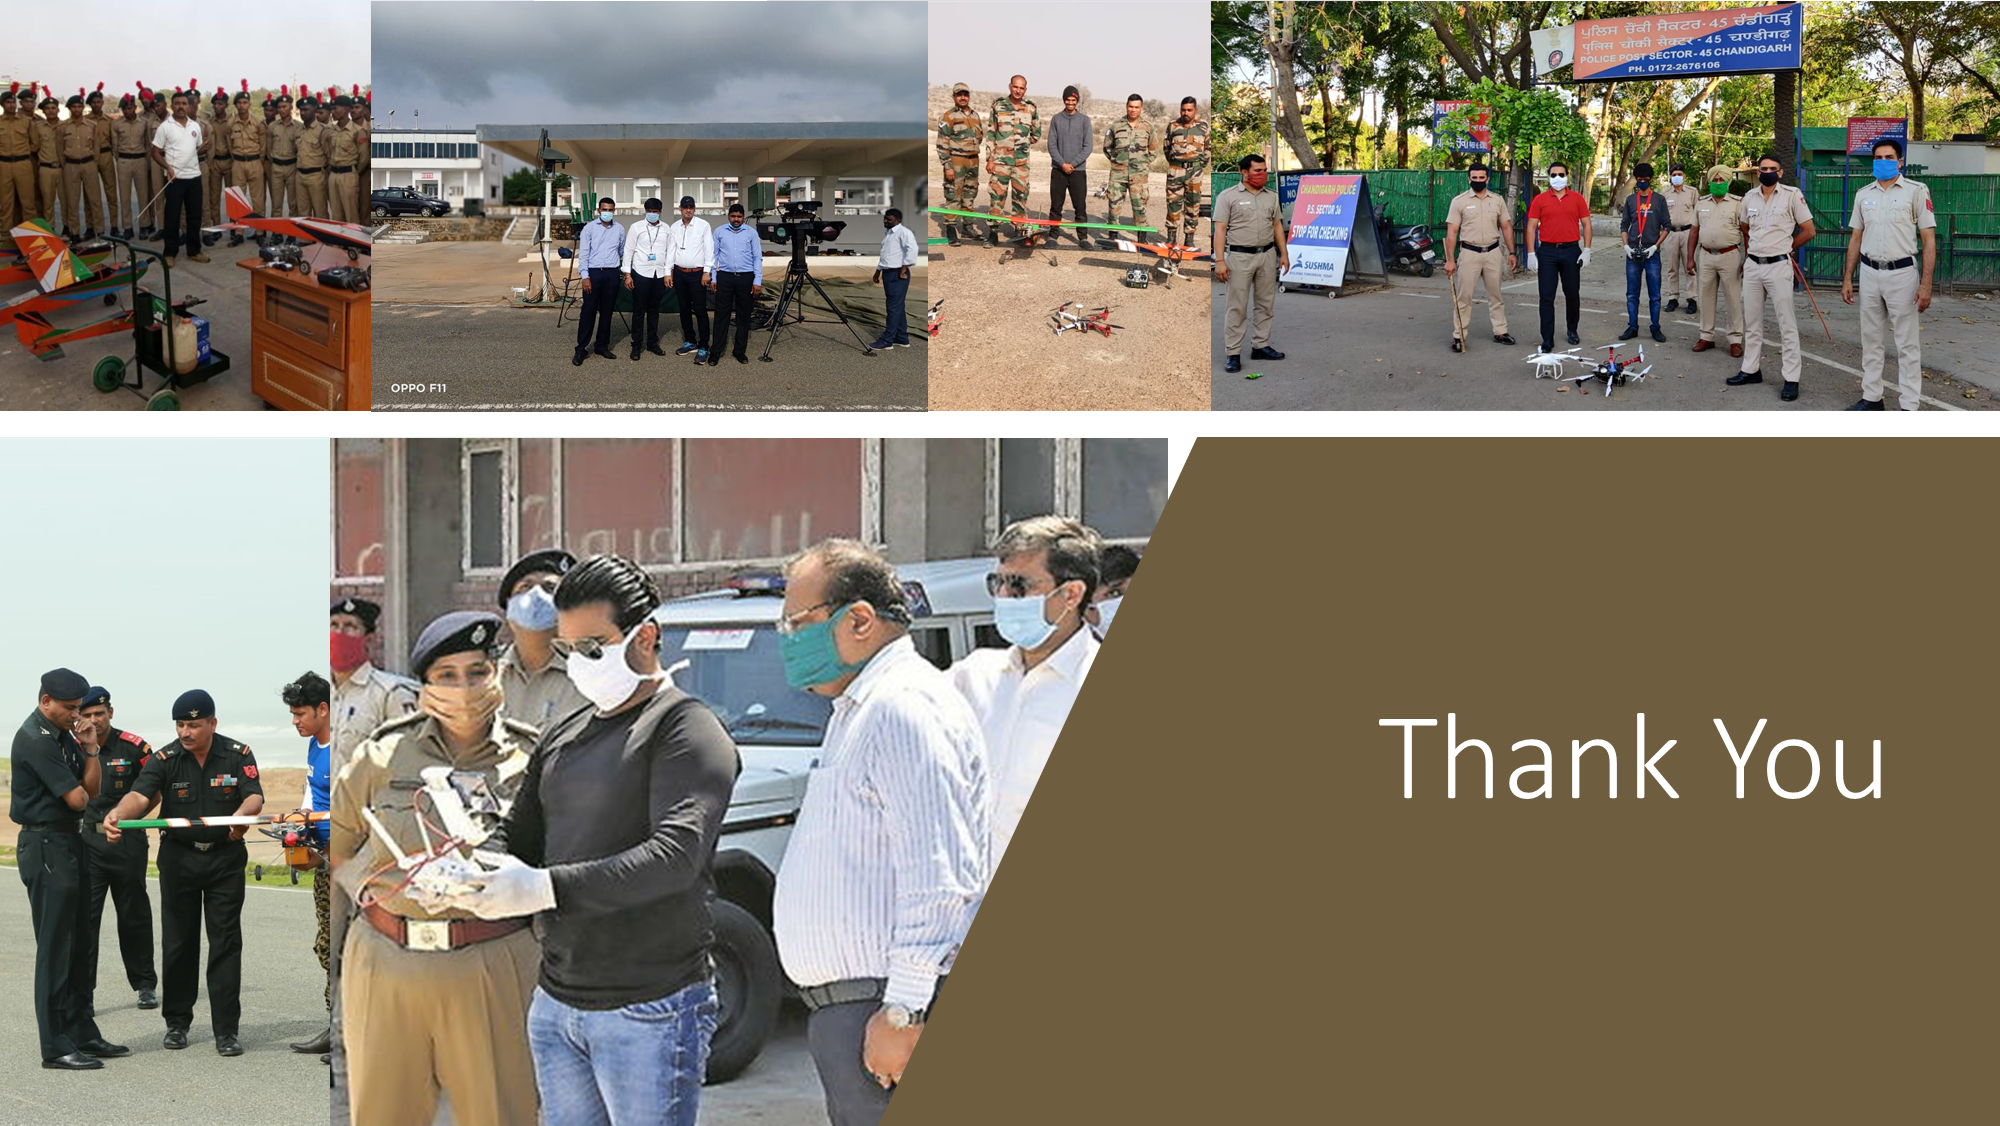 ਪੁਲਿਸ ਚੌਕੀ ਸੈਕਟਰ-45 ਚੰਡੀਗੜ੍ਹ
पुलिस चौकी सेक्टर-45 चण्डीगढ़
POLICE POST SECTOR-45 CHANDIGARH
PH. 0172-2676106
CHANDIGARH POLICE
P.S. SECTOR 36
STOP FOR CHECKING
SUSHMA
OPPO F11
Thank You